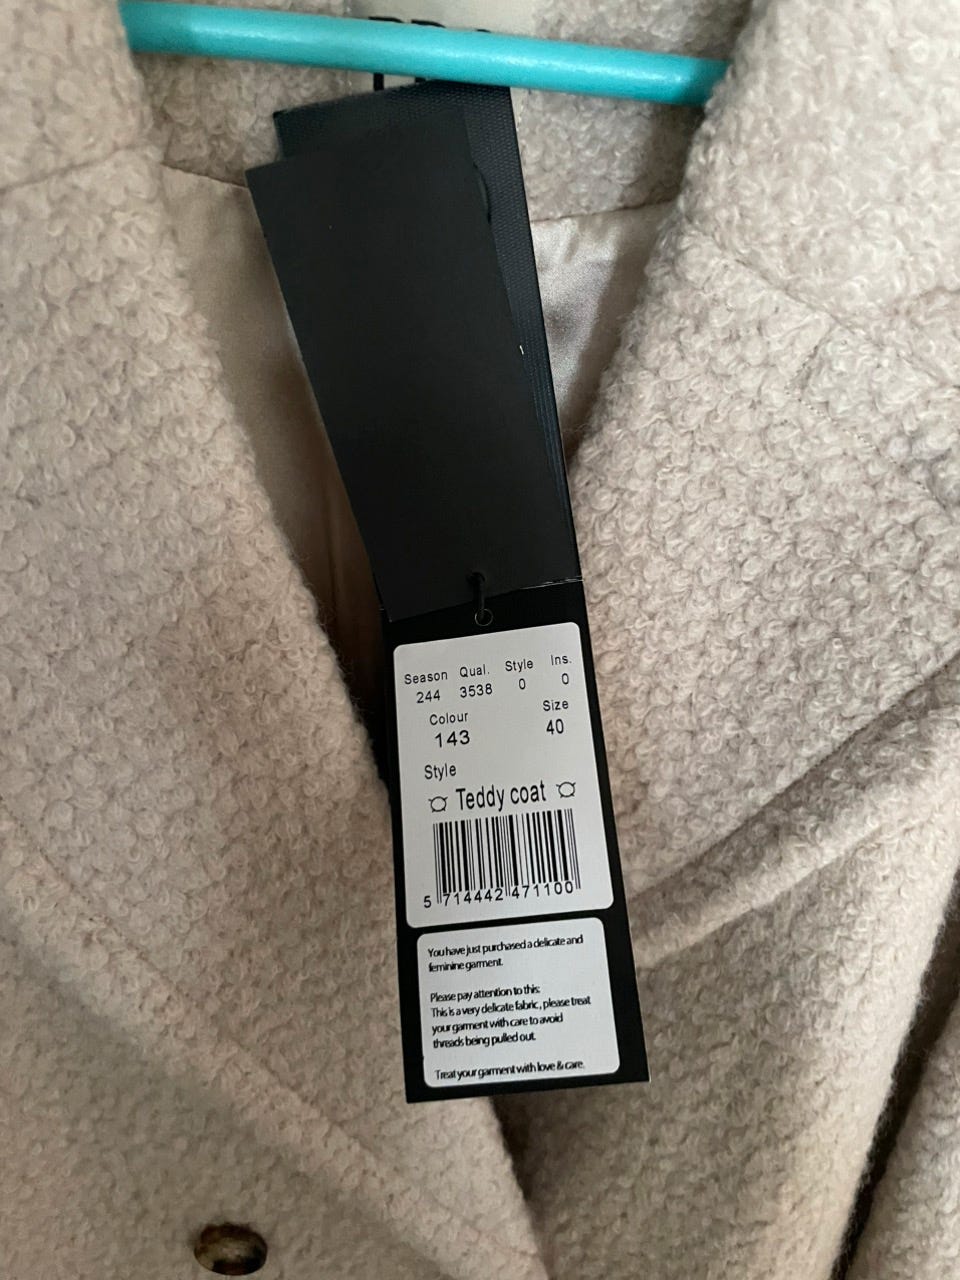 Season Qual. Style Ins.
244 3538 0 0
Colour Size
143 40
Style
¤ Teddy coat ¤
5 714442 471100
You have just purchased a delicate and
feminine garment.
Please pay attention to this:
This is a very delicate fabric, please treat
your garment with care to avoid
threads being pulled out.
Treat your garment with love & care.